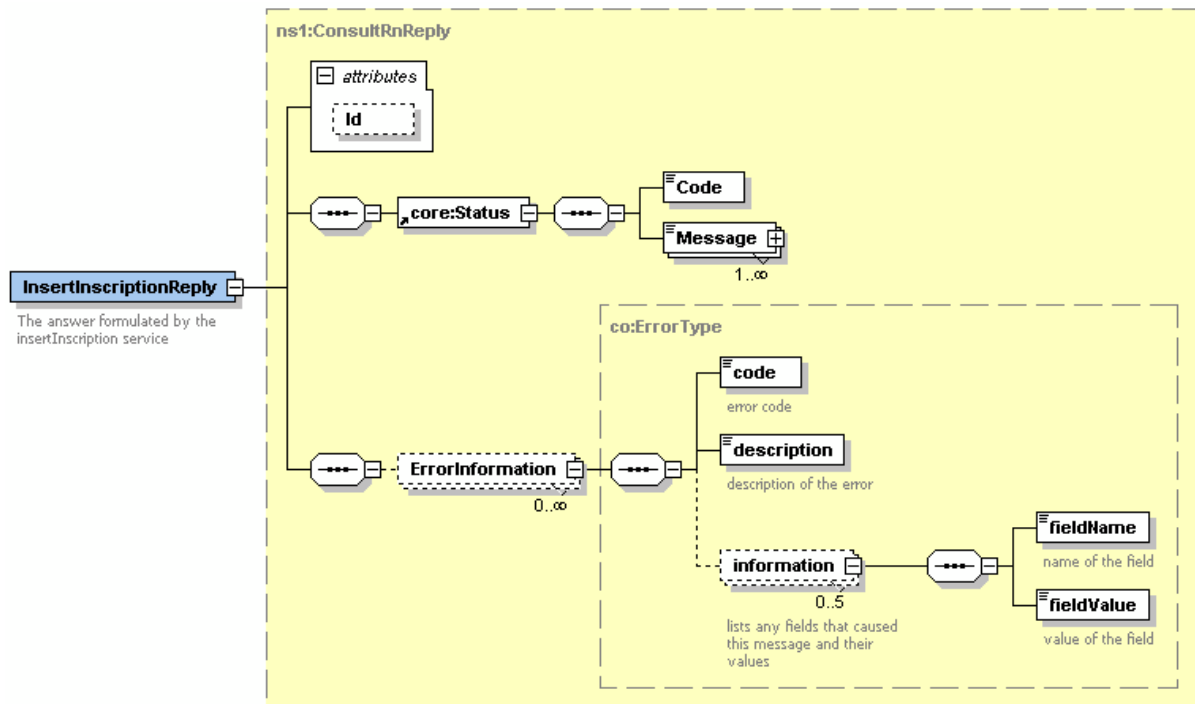 ns1:ConsultRnReply
attributes
Id
core:Status
Code
Message
1..∞
InsertInscriptionReply
The answer formulated by the
insertInscription service
co:ErrorType
code
error code
description
description of the error
ErrorInformation
0..∞
information
0..5
lists any fields that caused
this message and their
values
fieldName
name of the field
fieldValue
value of the field